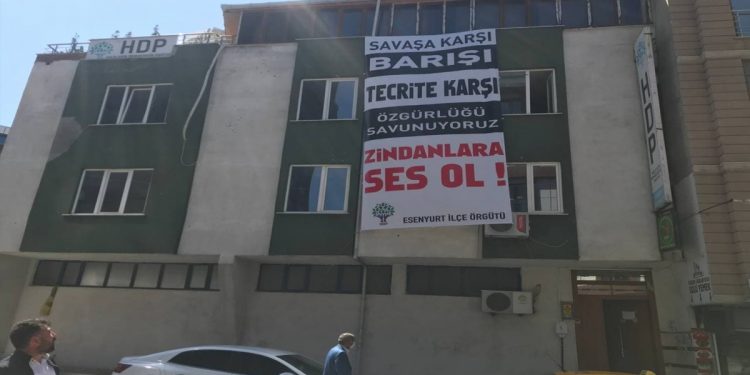 HDP
SAVAŞA KARŞI
BARIŞI
TECRİTE KARŞI
ÖZGÜRLÜĞÜ
SAVUNUYORUZ
ZİNDANLARA
SES OL !
ESENYURT İLÇE ÖRGÜTÜ
HDP